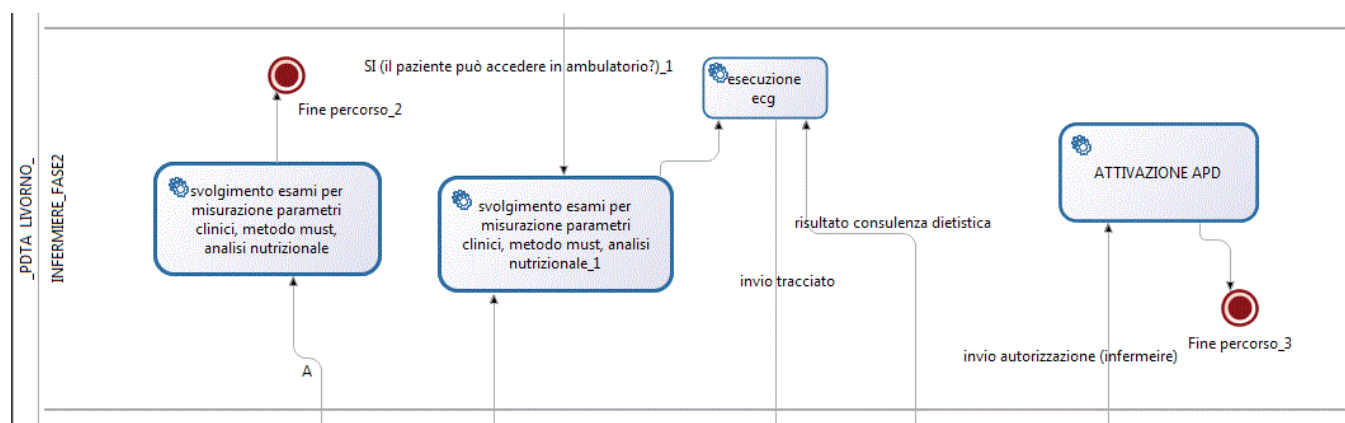 _PDTA LIVORNO_
INFERMIERE_FASE2
Fine percorso_2
svolgimento esami per
misurazione parametri
clinici, metodo must,
analisi nutrizionale
A
SI (il paziente può accedere in ambulatorio?)_1
svolgimento esami per
misurazione parametri
clinici, metodo must, analisi
nutrizionale_1
esecuzione
ecg
risultato consulenza dietistica
invio tracciato
ATTIVAZIONE APD
invio autorizzazione (infermeire)
Fine percorso_3